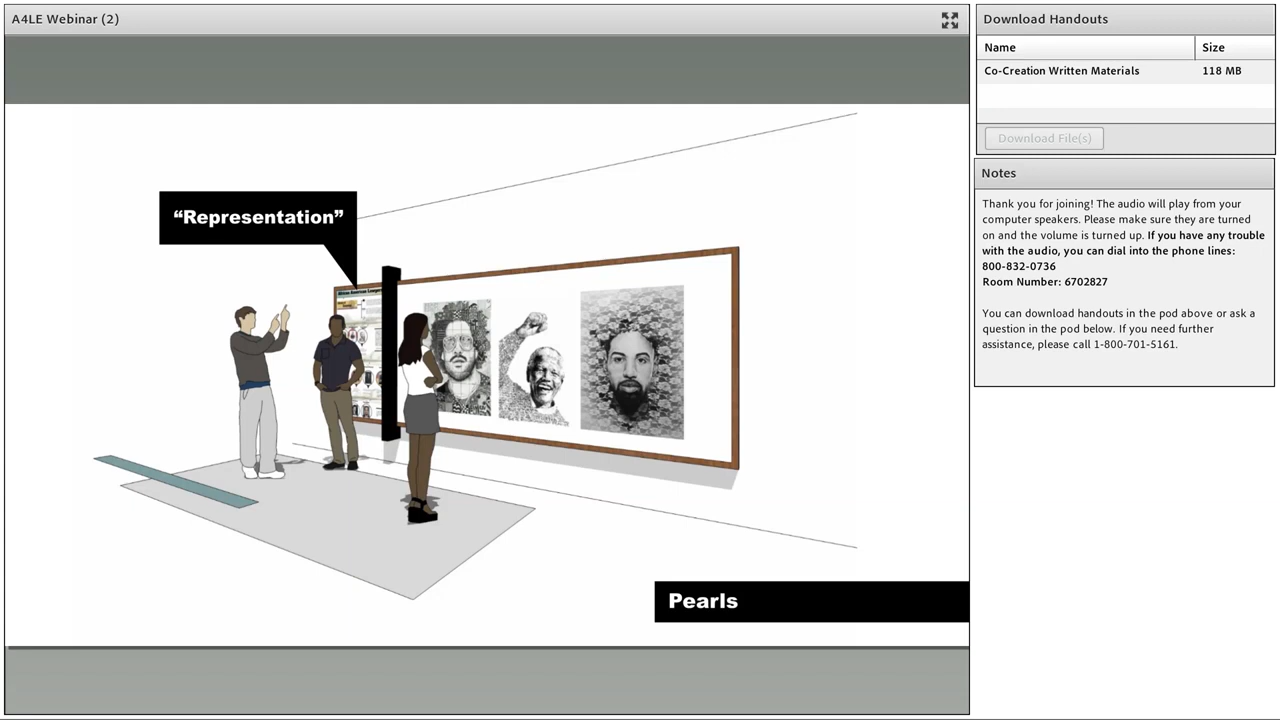 A4LE Webinar (2)
“Representation”
Pearls
Download Handouts
Name Size
Co-Creation Written Materials 118 MB
Download File(s)
Notes
Thank you for joining! The audio will play from your
computer speakers. Please make sure they are turned
on and the volume is turned up. If you have any trouble
with the audio, you can dial into the phone lines:
800-832-0736
Room Number: 6702827
You can download handouts in the pod above or ask a
question in the pod below. If you need further
assistance, please call 1-800-701-5161.